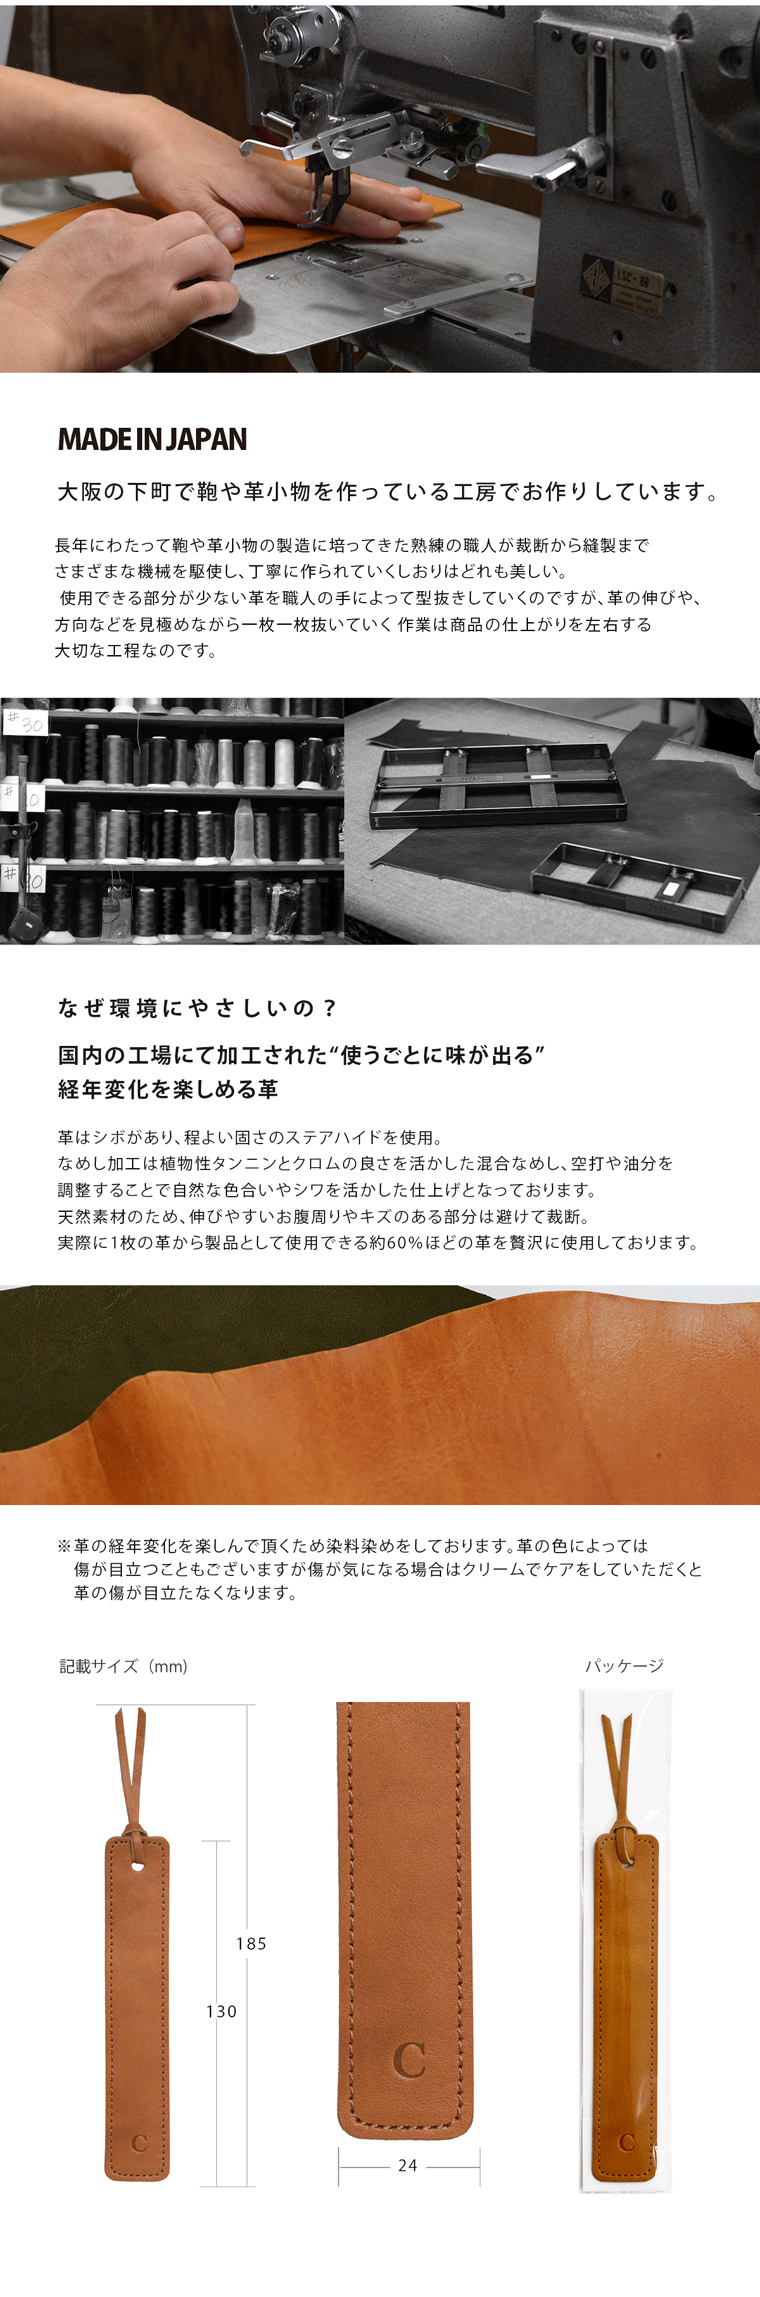 LSC-60
MADE IN JAPAN
大阪の下町で鞄や革小物を作っている工房でお作りしています。
長年にわたって鞄や革小物の製造に培ってきた熟練の職人が裁断から縫製まで
さまざまな機械を駆使し、丁寧に作られていくしおりはどれも美しい。
使用できる部分が少ない革を職人の手によって型抜きしていくのですが、革の伸びや、
方向などを見極めながら一枚一枚抜いていく 作業は商品の仕上がりを左右する
大切な工程なのです。
#30
#
#
なぜ環境にやさしいの？
国内の工場にて加工された“使うごとに味が出る”
経年変化を楽しめる革
革はシボがあり、程よい固さのステアハイドを使用。
なめし加工は植物性タンニンとクロムの良さを活かした混合なめし、空打や油分を
調整することで自然な色合いやシワを活かした仕上げとなっております。
天然素材のため、伸びやすいお腹周りやキズのある部分は避けて裁断。
実際に1枚の革から製品として使用できる約60%ほどの革を贅沢に使用しております。
※革の経年変化を楽しんで頂くため染料染めをしております。革の色によっては
傷が目立つこともございますが傷が気になる場合はクリームでケアをしていただくと
革の傷が目立たなくなります。
記載サイズ（mm）
パッケージ
185
130
C
C
C
24